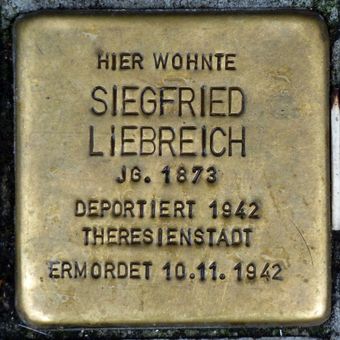 HIER WOHNTE
SIEGFRIED
LIEBREICH
JG. 1873
DEPORTIERT 1942
THERESIENSTADT
ERMORDET 10.11.1942